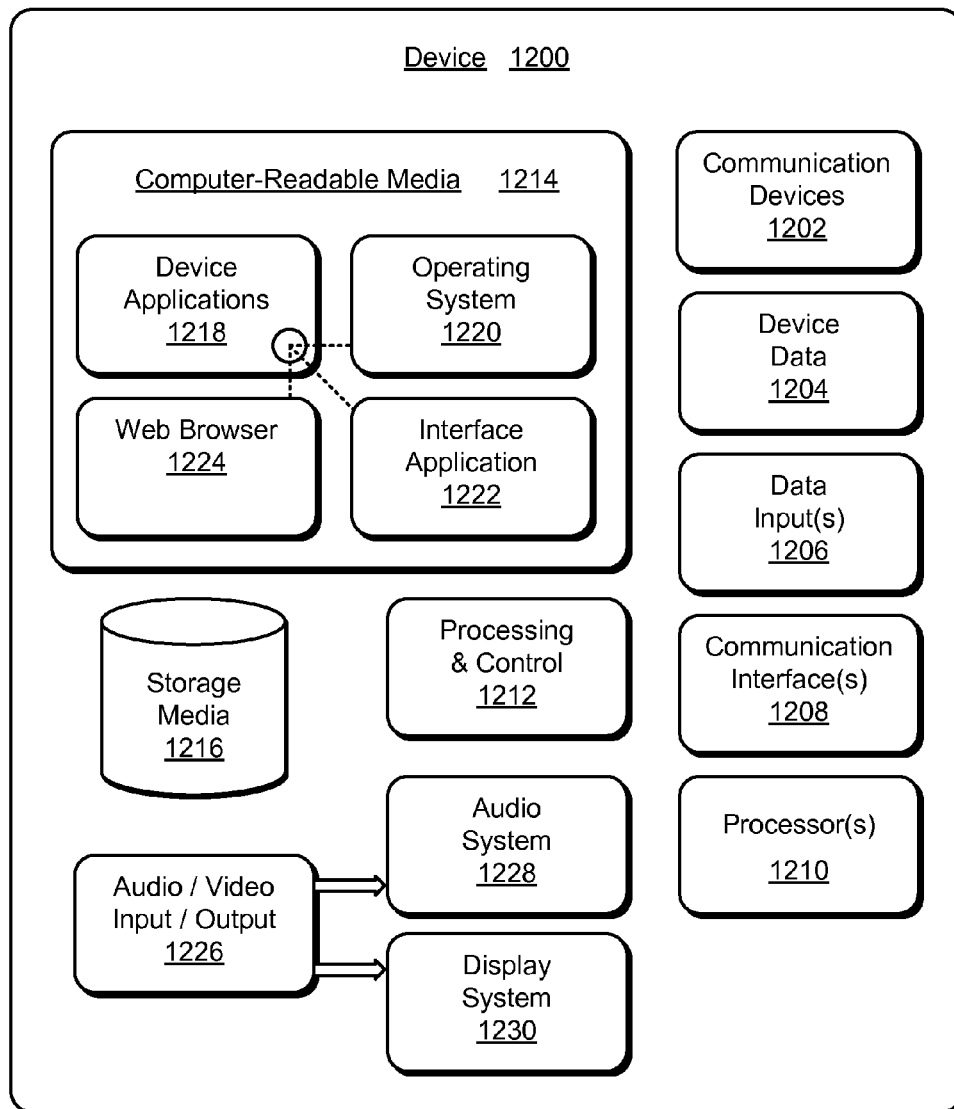 Device 1200
Computer-Readable Media 1214
Device
Applications
1218
Operating
System
1220
Web Browser
1224
Interface
Application
1222
Communication
Devices
1202
Device
Data
1204
Data
Input(s)
1206
Communication
Interface(s)
1208
Processor(s)
1210
Storage
Media
1216
Processing
& Control
1212
Audio / Video
Input / Output
1226
Audio
System
1228
Display
System
1230